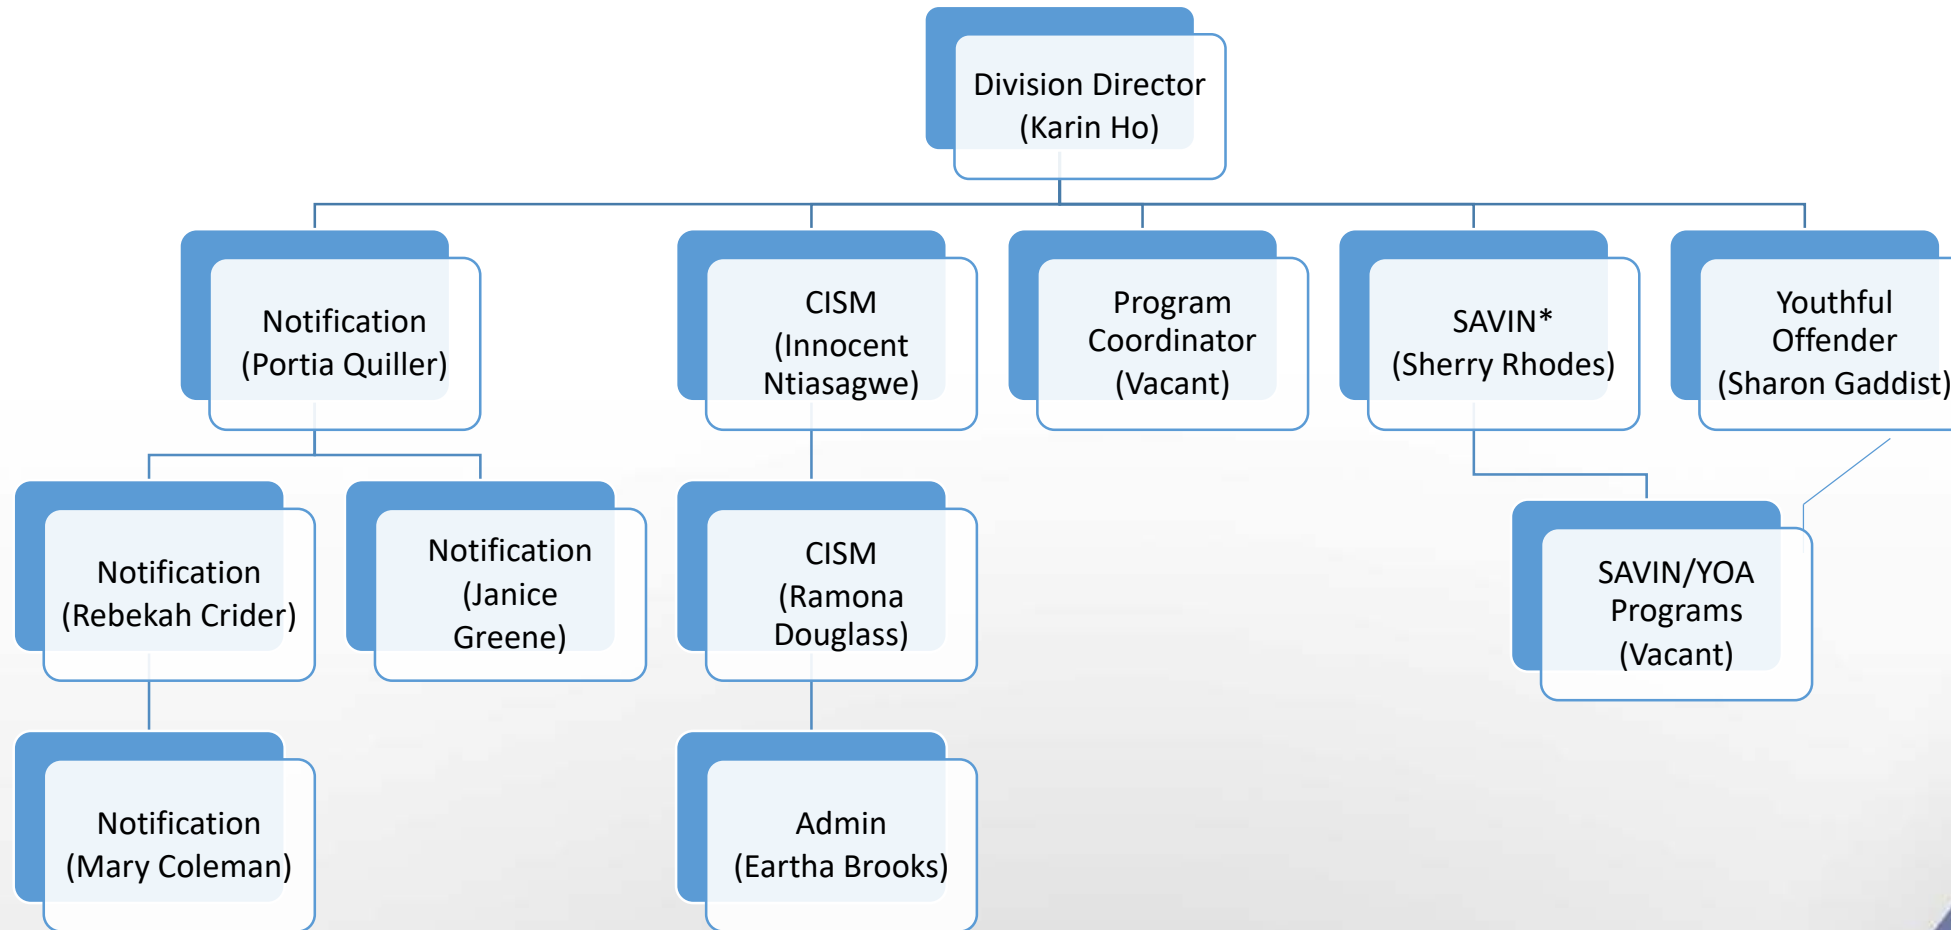 Division Director
(Karin Ho)
Notification
(Portia Quiller)
CISM
(Innocent
Ntiasagwe)
Program
Coordinator
(Vacant)
SAVIN*
(Sherry Rhodes)
Youthful
Offender
(Sharon Gaddist)
Notification
(Rebekah Crider)
Notification
(Janice
Greene)
CISM
(Ramona
Douglass)
SAVIN/YOA
Programs
(Vacant)
Notification
(Mary Coleman)
Admin
(Eartha Brooks)